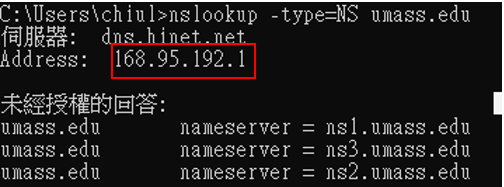 C:\Users\chiul>nslookup -type=NS umass.edu
伺服器:  dns.hinet.net
Address:  168.95.192.1
未經授權的回答:
umass.edu       nameserver = ns1.umass.edu
umass.edu       nameserver = ns3.umass.edu
umass.edu       nameserver = ns2.umass.edu